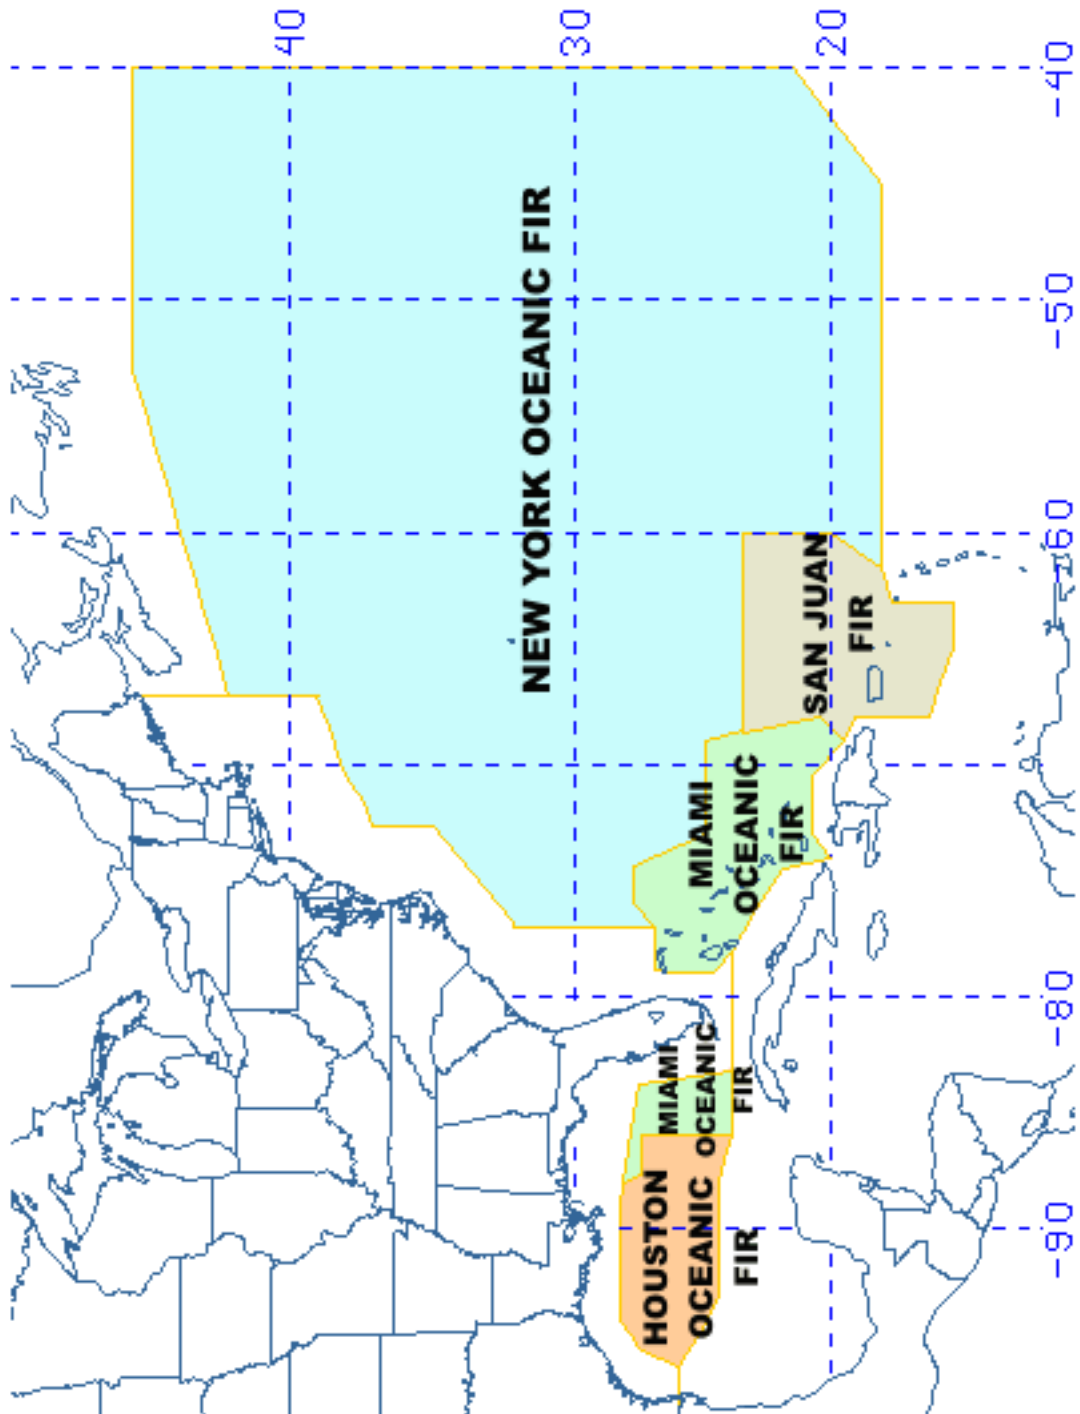 40
30
20
-40
-50
-60
-80
-90
NEW YORK OCEANIC FIR
SAN JUAN
FIR
MIAMI
OCEANIC
FIR
MIAMI
OCEANIC
FIR
HOUSTON
OCEANIC
FIR